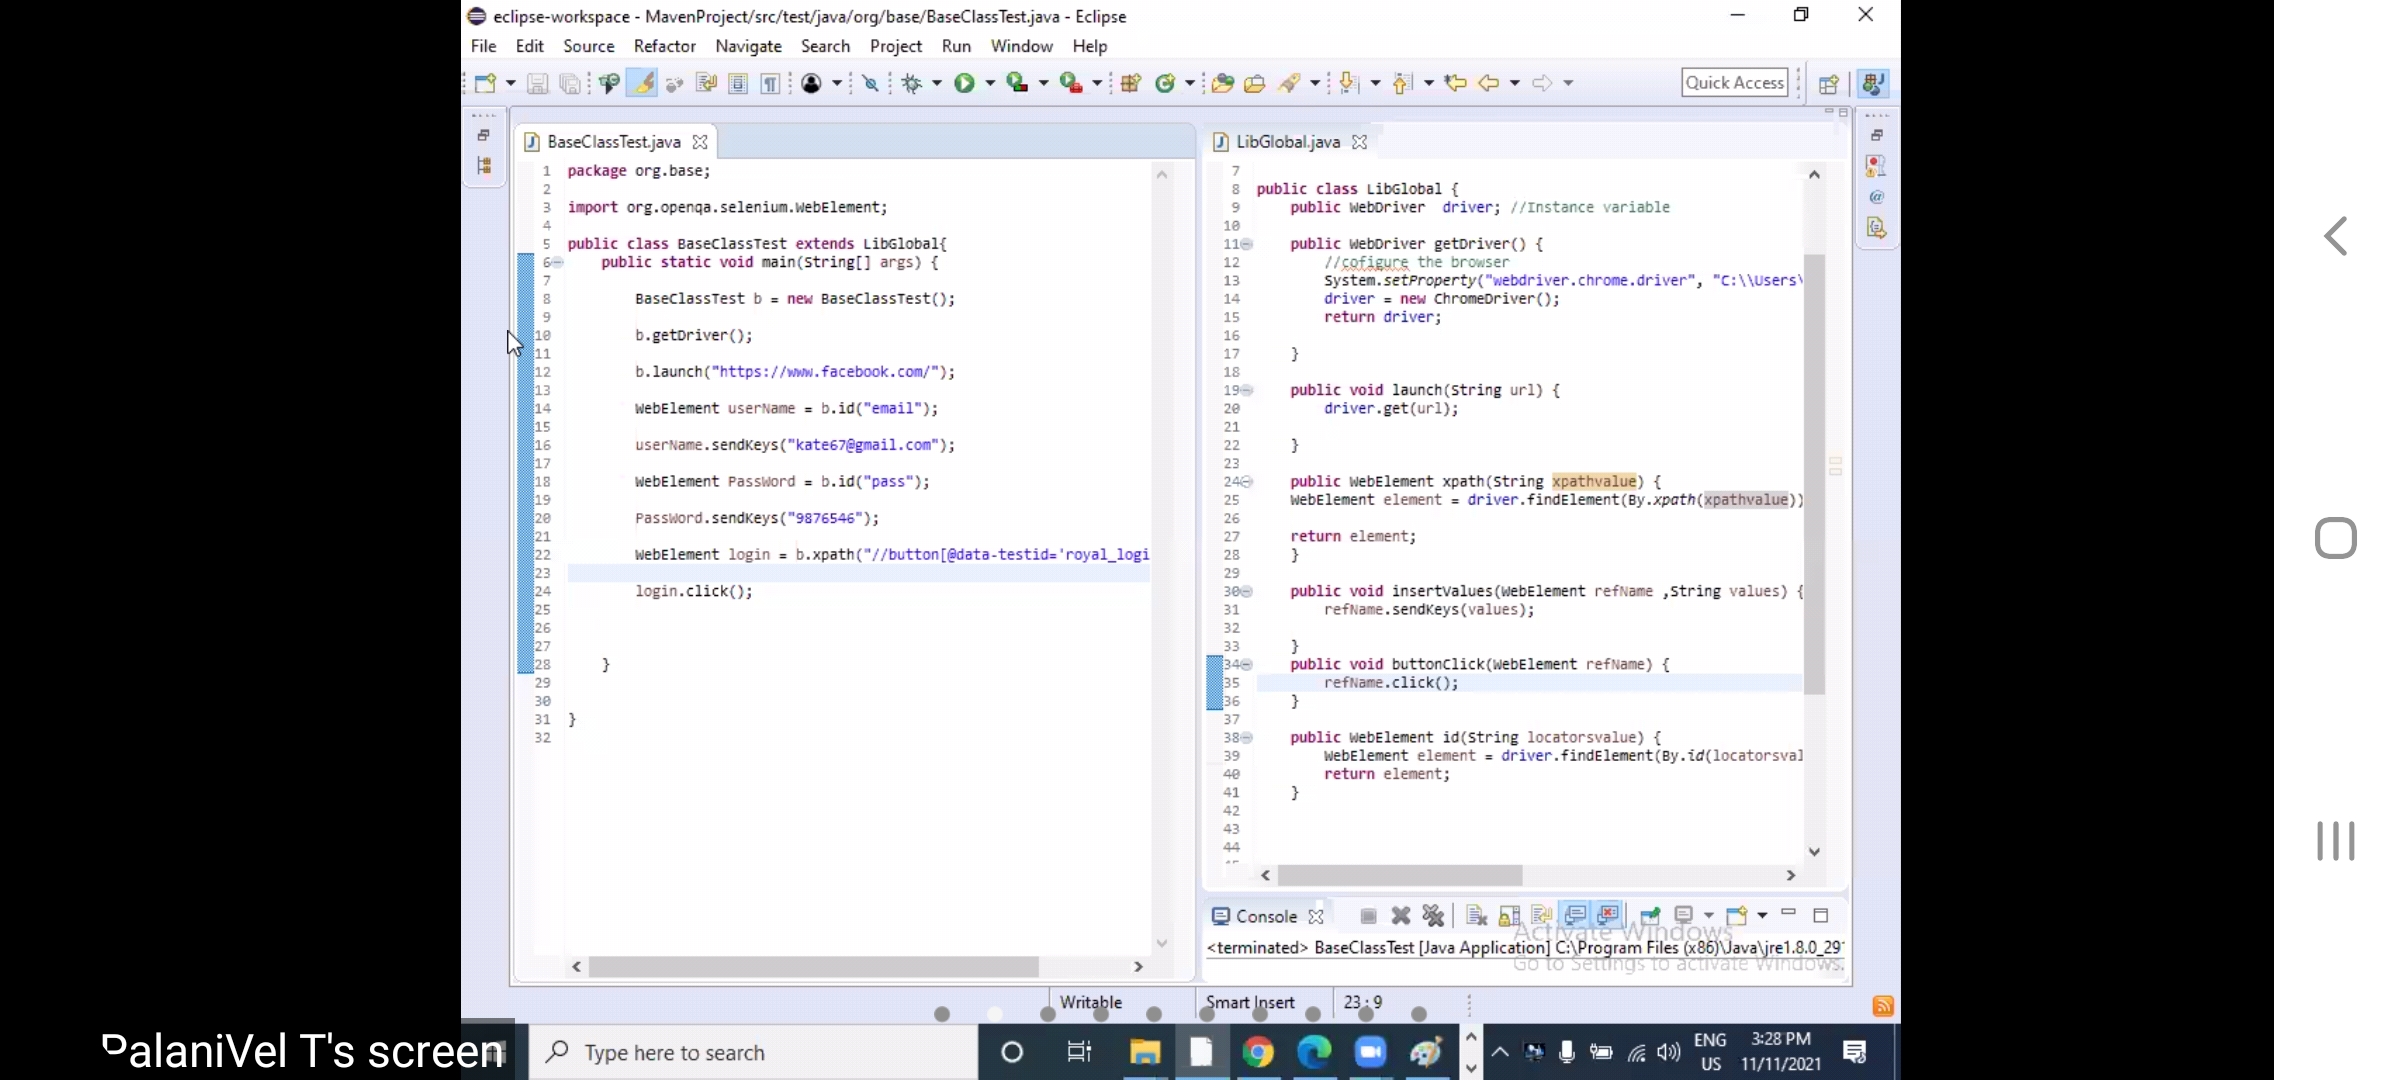 eclipse-workspace - MavenProject/src/test/java/org/base/BaseClassTest.java - Eclipse
File Edit Source Refactor Navigate Search Project Run Window Help
Quick Access
BaseClassTest.java
1 package org.base;
2
3 import org.openqa.selenium.WebElement;
4
5 public class BaseClassTest extends LibGlobal{
6 public static void main(String[] args) {
7
8 BaseClassTest b = new BaseClassTest();
9
10 b.getDriver();
11
12 b.launch("https://www.facebook.com/");
13
14 WebElement userName = b.id("email");
15
16 userName.sendKeys("kate67@gmail.com");
17
18 WebElement PassWord = b.id("pass");
19
20 PassWord.sendKeys("9876546");
21
22 WebElement login = b.xpath("//button[@data-testid='royal_logi
23
24 login.click();
25
26
27
28 }
29
30
31 }
32
LibGlobal.java
7
8 public class LibGlobal {
9 public WebDriver driver; //Instance variable
10
11 public WebDriver getDriver() {
12 //cofigure the browser
13 System.setProperty("webdriver.chrome.driver", "C:\\Users\
14 driver = new ChromeDriver();
15 return driver;
16
17 }
18
19 public void launch(String url) {
20 driver.get(url);
21
22 }
23
24 public WebElement xpath(String xpathvalue) {
25 WebElement element = driver.findElement(By.xpath(xpathvalue))
26
27 return element;
28 }
29
30 public void insertValues(WebElement refName ,String values) {
31 refName.sendKeys(values);
32
33 }
34 public void buttonClick(WebElement refName) {
35 refName.click();
36 }
37
38 public WebElement id(String locatorsvalue) {
39 WebElement element = driver.findElement(By.id(locatorsval
40 return element;
41 }
42
43
44
Console
<terminated> BaseClassTest [Java Application] C:\Program Files (x86)\Java\jre1.8.0_29
Activate Windows
Go to Settings to activate Windows.
Writable Smart Insert 23 : 9
PalaniVel T's screen
Type here to search
ENG
US
3:28 PM
11/11/2021